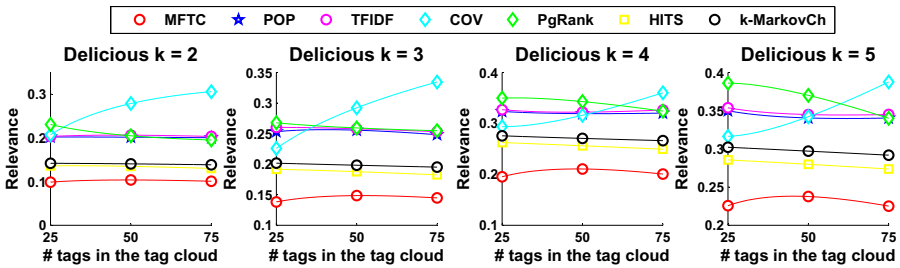 MFTC POP TFIDF COV PgRank HITS k-MarkovCh
Delicious k = 2
Relevance
0.3
0.2
0.1
0
25 50 75
# tags in the tag cloud
Delicious k = 3
Relevance
0.35
0.3
0.25
0.2
0.15
0.1
25 50 75
# tags in the tag cloud
Delicious k = 4
Relevance
0.4
0.3
0.2
0.1
25 50 75
# tags in the tag cloud
Delicious k = 5
Relevance
0.4
0.35
0.3
0.25
0.2
25 50 75
# tags in the tag cloud